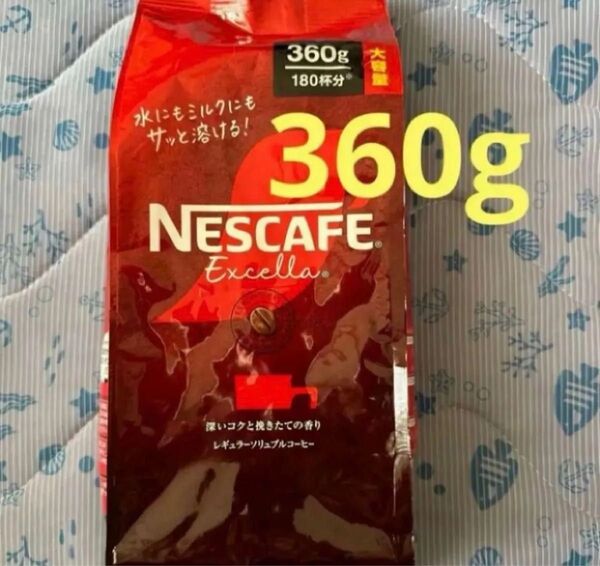 360g
180杯分*
大容量
水にもミルクにも
サッと溶ける!
360g
NESCAFE®
Excella®
深いコクと挽きたての香り
レギュラーソリュブルコーヒー